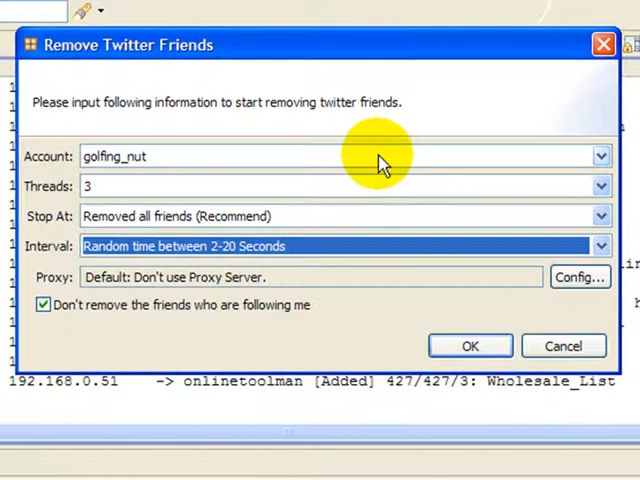 Remove Twitter Friends
Please input following information to start removing twitter friends.
Account: golfing_nut
Threads: 3
Stop At: Removed all friends (Recommend)
Interval: Random time between 2-20 Seconds
Proxy: Default: Don't use Proxy Server. Config...
Don't remove the friends who are following me
OK Cancel
192.168.0.51 -> onlinetoolman [Added] 427/427/3: Wholesale_List